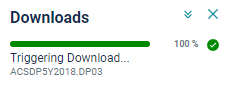 Downloads
100 %
Triggering Download...
ACSDP5Y2018.DP03